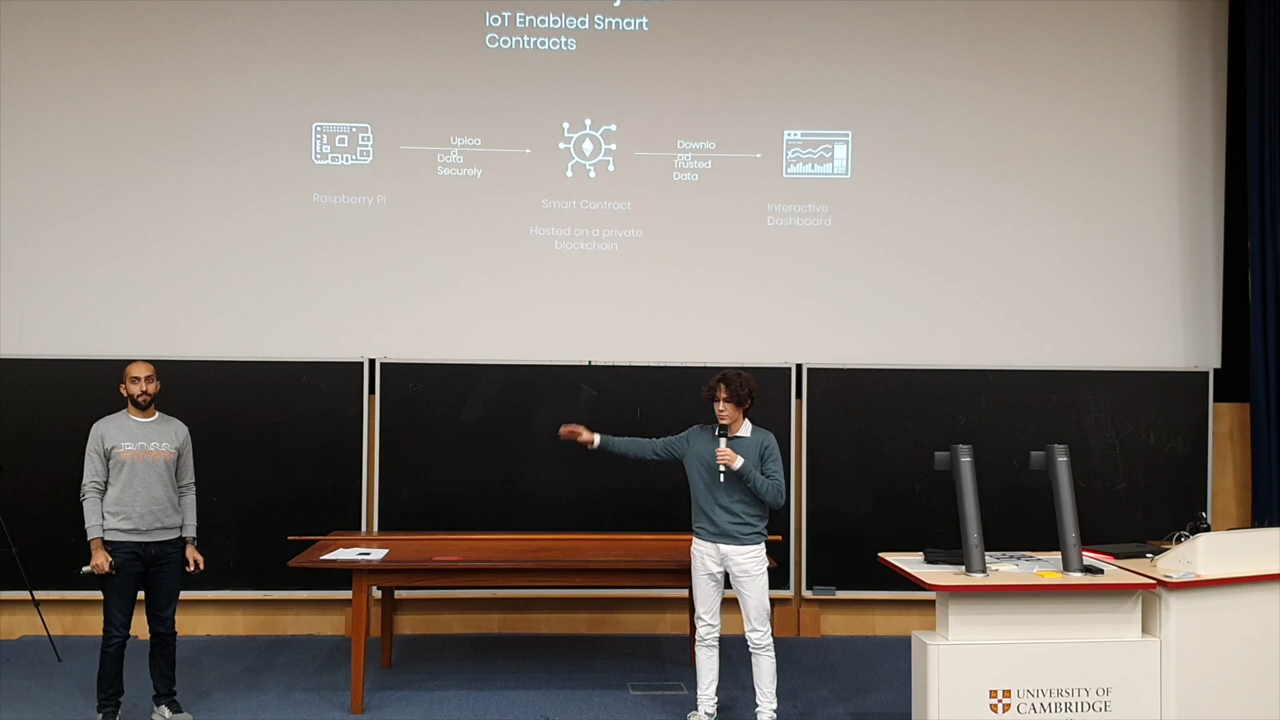 IoT Enabled Smart
Contracts
Uploa
d
Data
Securely
Downlo
ad
Trusted
Data
Raspberry Pi
Smart Contract
Hosted on a private
blockchain
Interactive
Dashboard
BOSS
UNIVERSITY OF
CAMBRIDGE